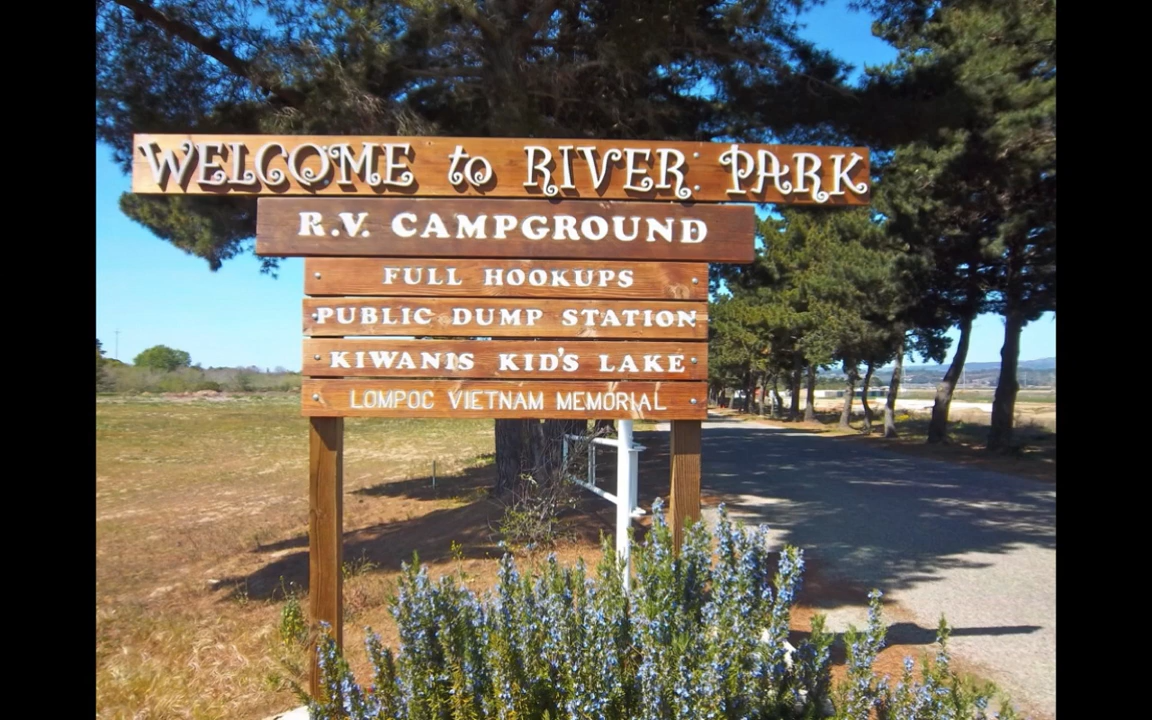 WELCOME to RIVER PARK
R.V. CAMPGROUND
FULL HOOKUPS
PUBLIC DUMP STATION
KIWANIS KID'S LAKE
LOMPOC VIETNAM MEMORIAL